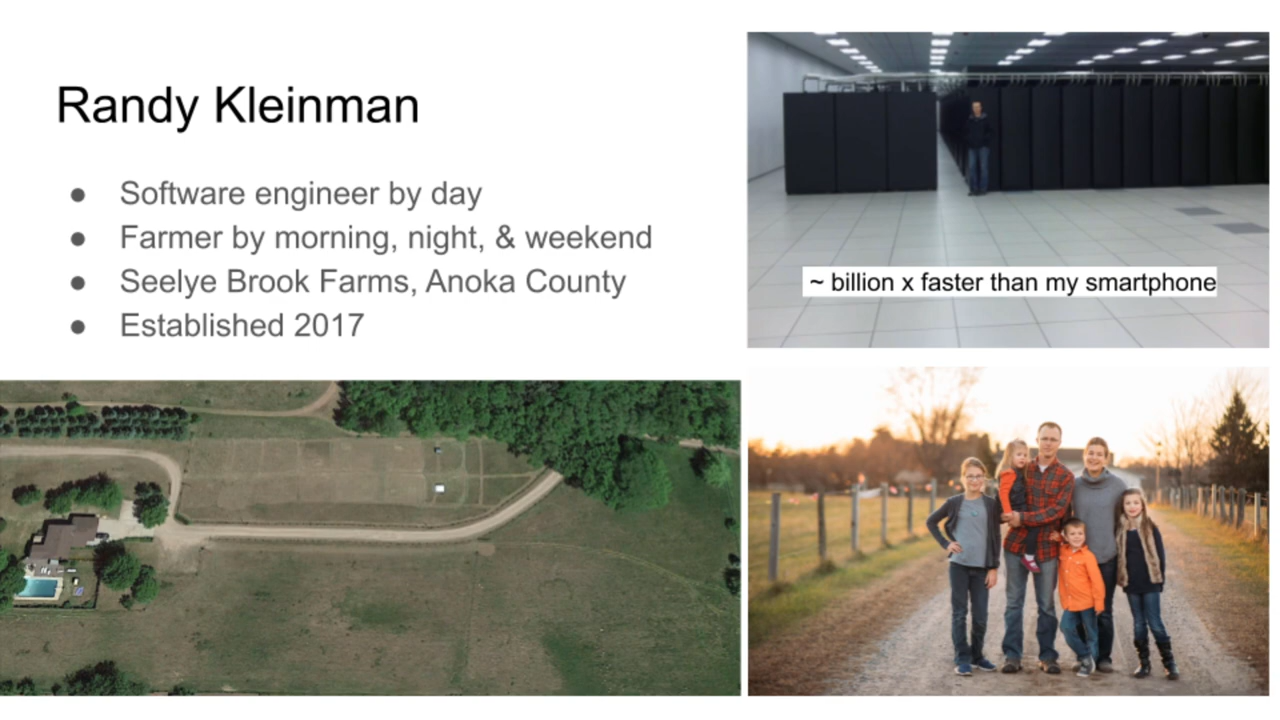 Randy Kleinman
● Software engineer by day
● Farmer by morning, night, & weekend
● Seelye Brook Farms, Anoka County
● Established 2017
~ billion x faster than my smartphone